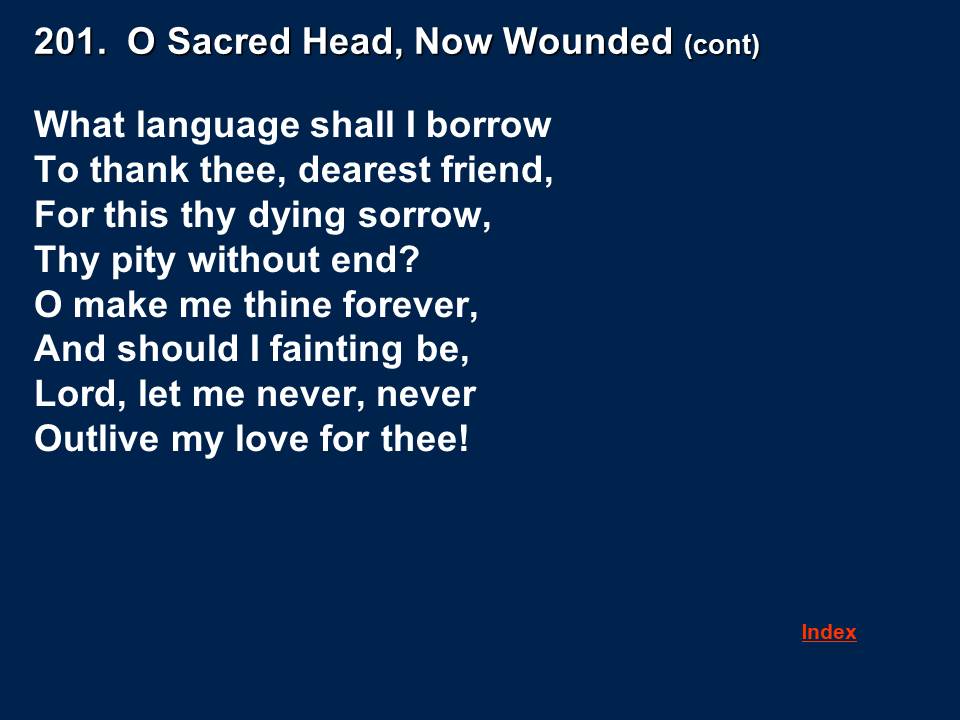 201.  O Sacred Head, Now Wounded (cont)
What language shall I borrow
To thank thee, dearest friend,
For this thy dying sorrow,
Thy pity without end?
O make me thine forever,
And should I fainting be,
Lord, let me never, never
Outlive my love for thee!
Index